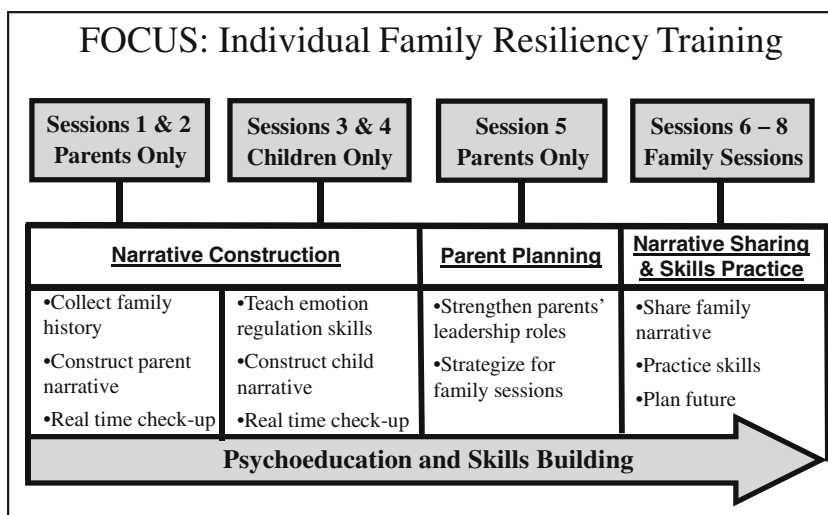 FOCUS: Individual Family Resiliency Training
Sessions 1 & 2
Parents Only
Sessions 3 & 4
Children Only
Session 5
Parents Only
Sessions 6 – 8
Family Sessions
Narrative Construction
Parent Planning
Narrative Sharing
& Skills Practice
•Collect family
history
•Construct parent
narrative
•Real time check-up
•Teach emotion
regulation skills
•Construct child
narrative
•Real time check-up
•Strengthen parents’
leadership roles
•Strategize for
family sessions
•Share family
narrative
•Practice skills
•Plan future
Psychoeducation and Skills Building